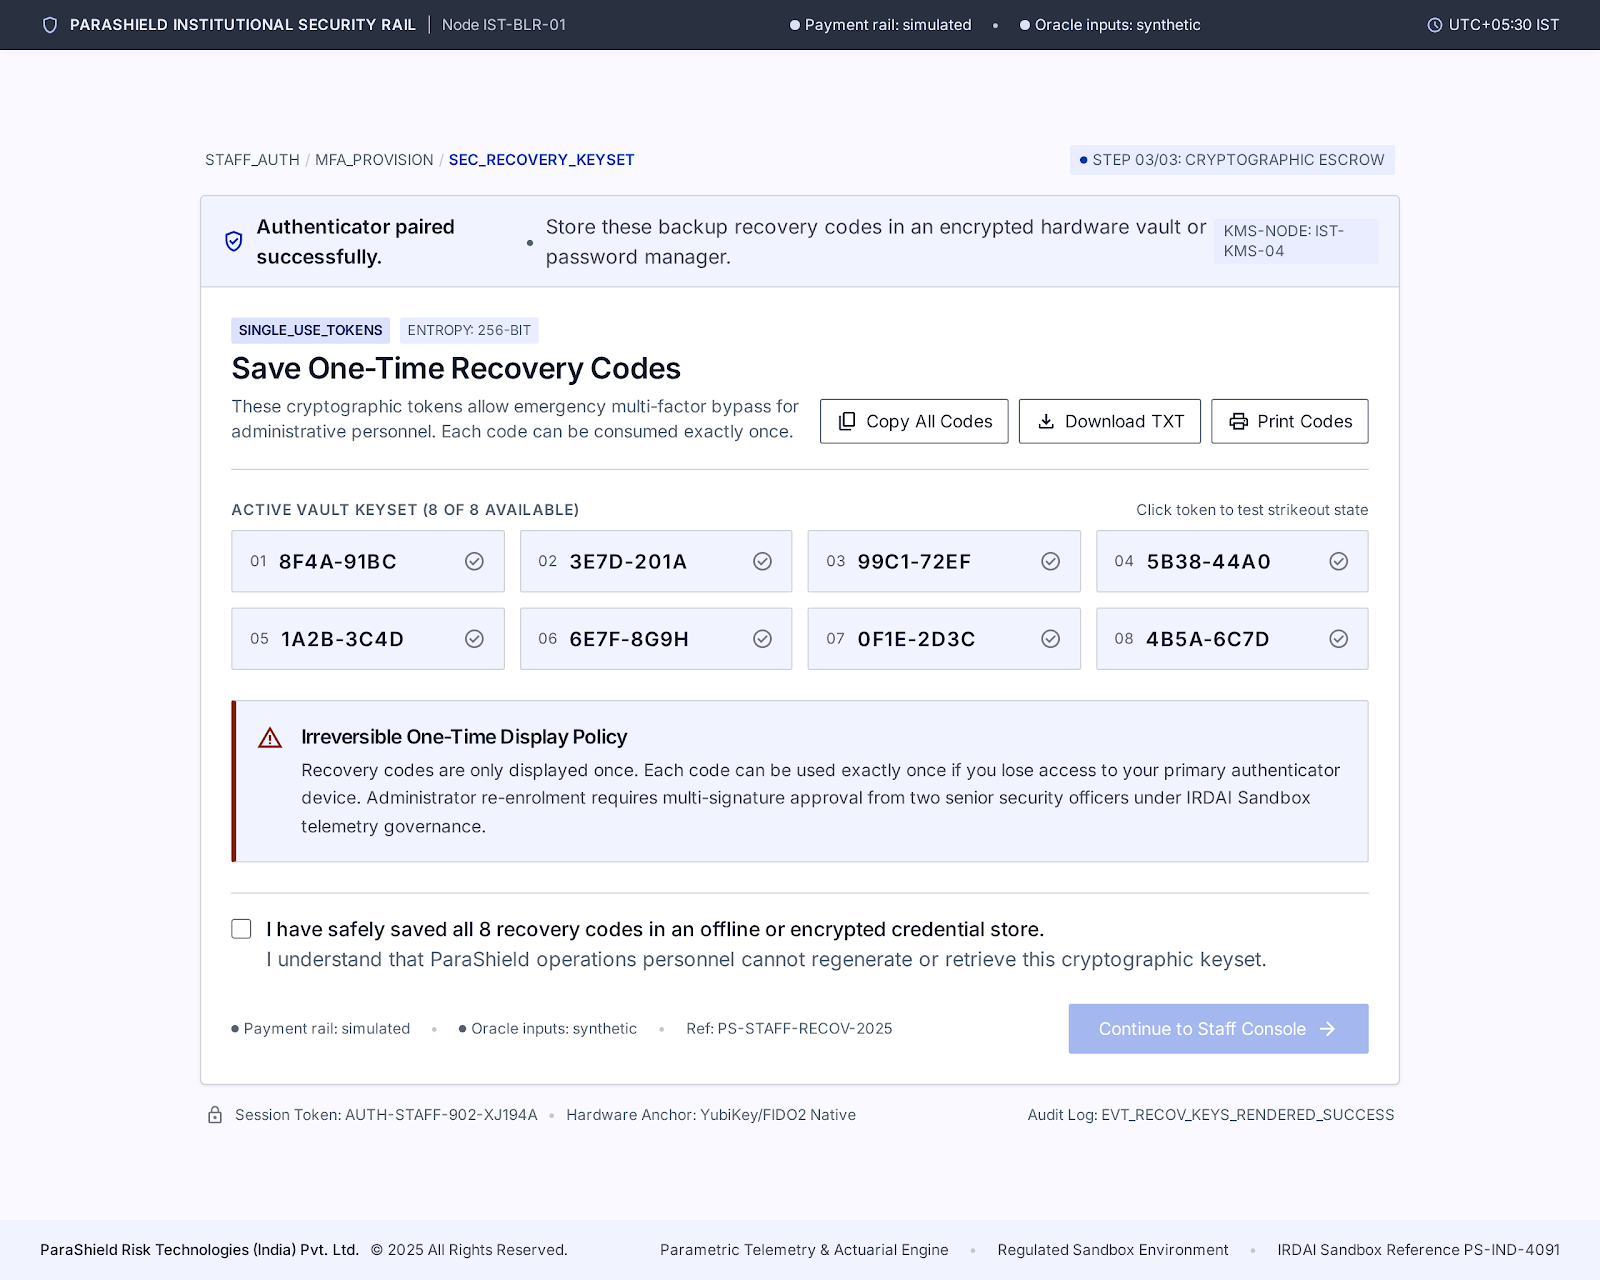 PARASHIELD INSTITUTIONAL SECURITY RAIL | Node IST-BLR-01
Payment rail: simulated • Oracle inputs: synthetic
UTC+05:30 IST
STAFF_AUTH / MFA_PROVISION / SEC_RECOVERY_KEYSET
STEP 03/03: CRYPTOGRAPHIC ESCROW
Authenticator paired
successfully.
• Store these backup recovery codes in an encrypted hardware vault or
password manager.
KMS-NODE: IST-
KMS-04
SINGLE_USE_TOKENS
ENTROPY: 256-BIT
Save One-Time Recovery Codes
These cryptographic tokens allow emergency multi-factor bypass for
administrative personnel. Each code can be consumed exactly once.
Copy All Codes
Download TXT
Print Codes
ACTIVE VAULT KEYSET (8 OF 8 AVAILABLE)
Click token to test strikeout state
01 8F4A-91BC
02 3E7D-201A
03 99C1-72EF
04 5B38-44A0
05 1A2B-3C4D
06 6E7F-8G9H
07 0F1E-2D3C
08 4B5A-6C7D
Irreversible One-Time Display Policy
Recovery codes are only displayed once. Each code can be used exactly once if you lose access to your primary authenticator
device. Administrator re-enrolment requires multi-signature approval from two senior security officers under IRDAI Sandbox
telemetry governance.
I have safely saved all 8 recovery codes in an offline or encrypted credential store.
I understand that ParaShield operations personnel cannot regenerate or retrieve this cryptographic keyset.
Payment rail: simulated • Oracle inputs: synthetic • Ref: PS-STAFF-RECOV-2025
Continue to Staff Console →
Session Token: AUTH-STAFF-902-XJ194A • Hardware Anchor: YubiKey/FIDO2 Native
Audit Log: EVT_RECOV_KEYS_RENDERED_SUCCESS
ParaShield Risk Technologies (India) Pvt. Ltd. © 2025 All Rights Reserved.
Parametric Telemetry & Actuarial Engine • Regulated Sandbox Environment • IRDAI Sandbox Reference PS-IND-4091